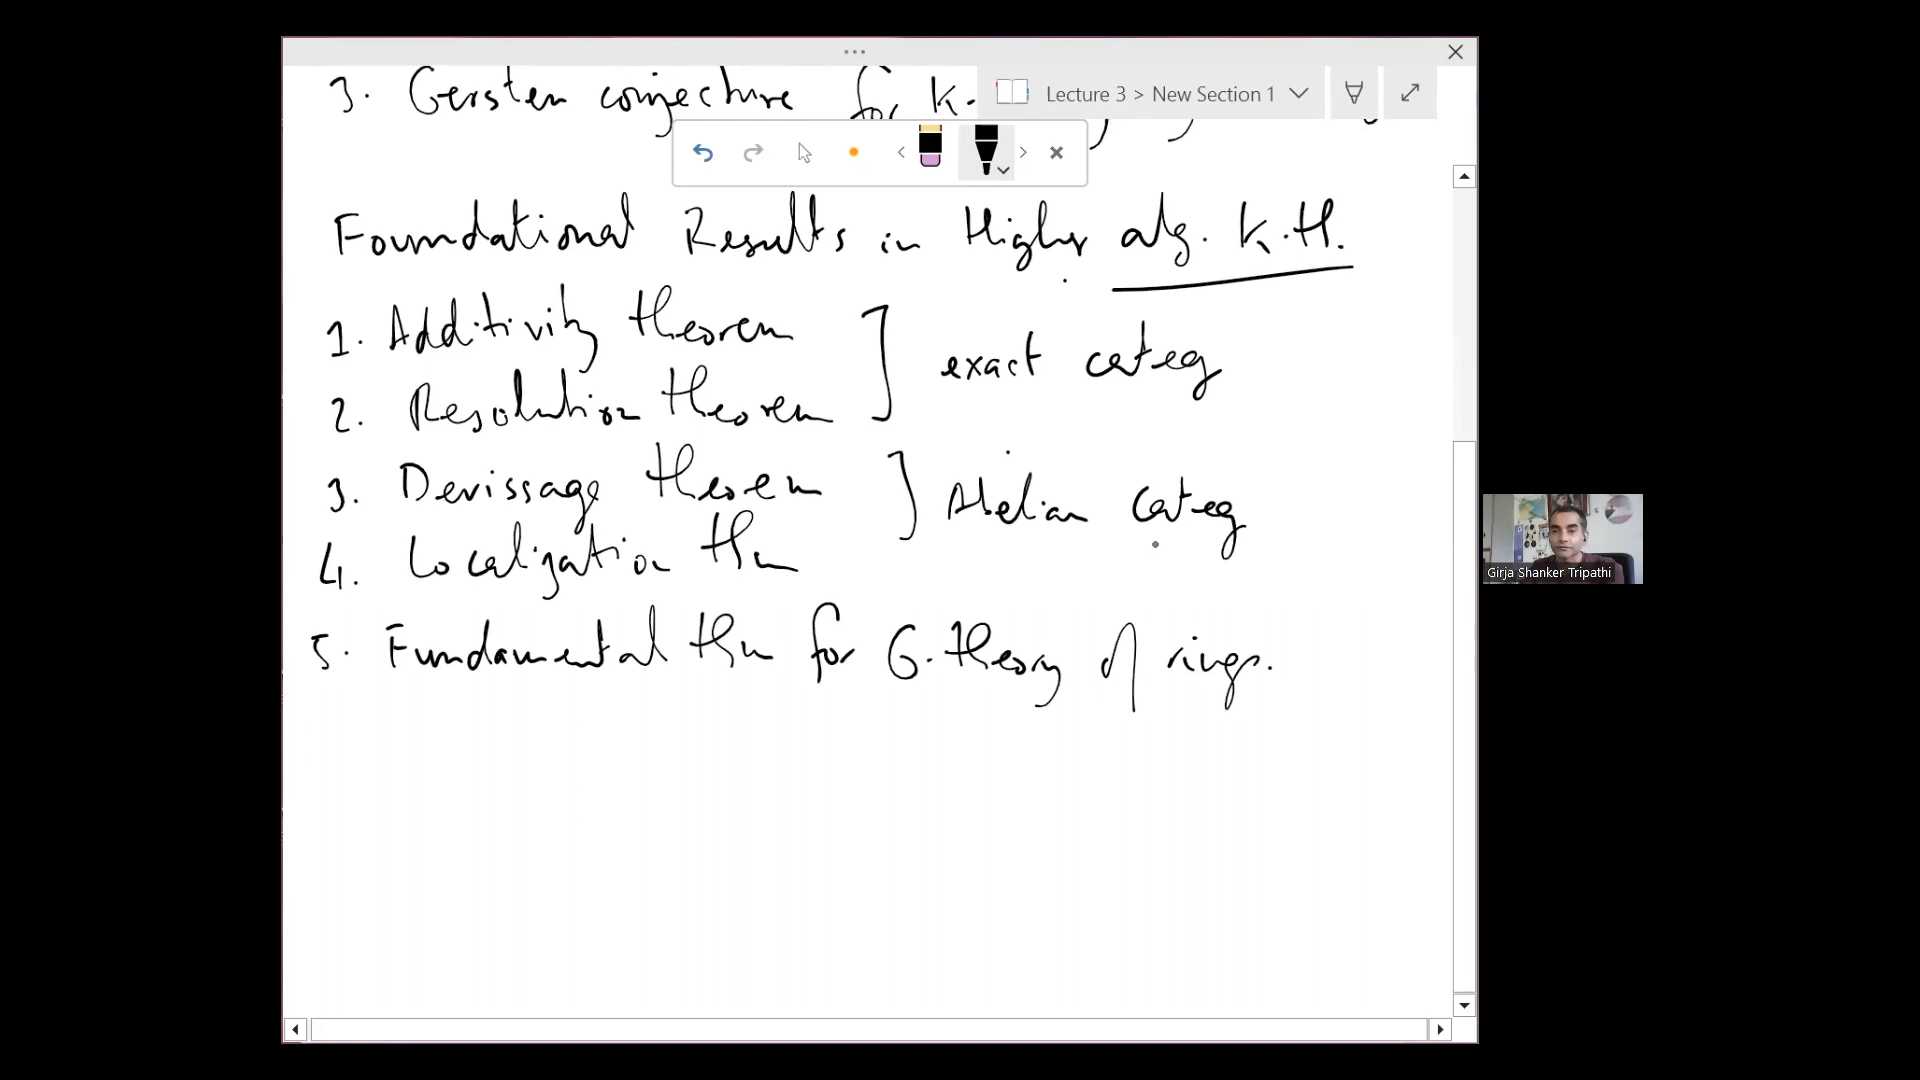 3. Gersten conjecture for K.
Lecture 3 > New Section 1
Foundational Results in Higher alg. K.Th.
1. Additivity theorem
2. Resolution theorem
exact categ
3. Devissage theorem
4. Localization thm
Abelian categ
5. Fundamental thm for G.theory of rings.
Girja Shanker Tripathi